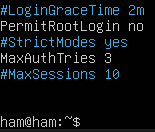 #LoginGraceTime 2m
PermitRootLogin no
#StrictModes yes
MaxAuthTries 3
#MaxSessions 10
ham@ham:~$